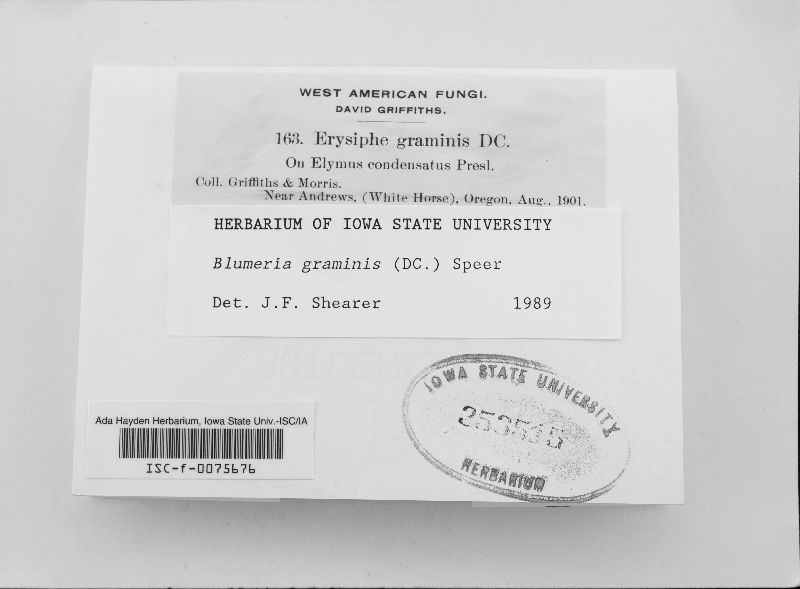 WEST AMERICAN FUNGI.
DAVID GRIFFITHS.
163. Erysiphe graminis DC.
On Elymus condensatus Presl.
Coll. Griffiths & Morris.
Near Andrews, (White Horse), Oregon, Aug., 1901.
HERBARIUM OF IOWA STATE UNIVERSITY
Blumeria graminis (DC.) Speer
Det. J.F. Shearer 1989
IOWA STATE UNIVERSITY
HERBARIUM
Ada Hayden Herbarium, Iowa State Univ.-ISC/IA
ISC-f-0075676